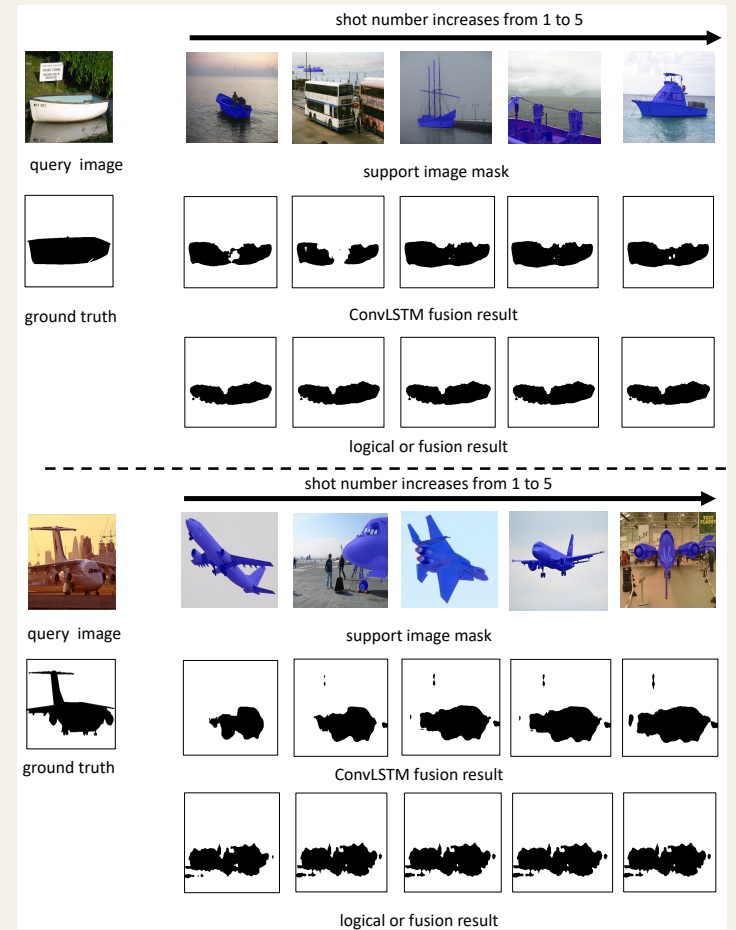 shot number increases from 1 to 5
query image
support image mask
ground truth
ConvLSTM fusion result
logical or fusion result
shot number increases from 1 to 5
TEST
FLIGHT
query image
support image mask
ground truth
ConvLSTM fusion result
logical or fusion result